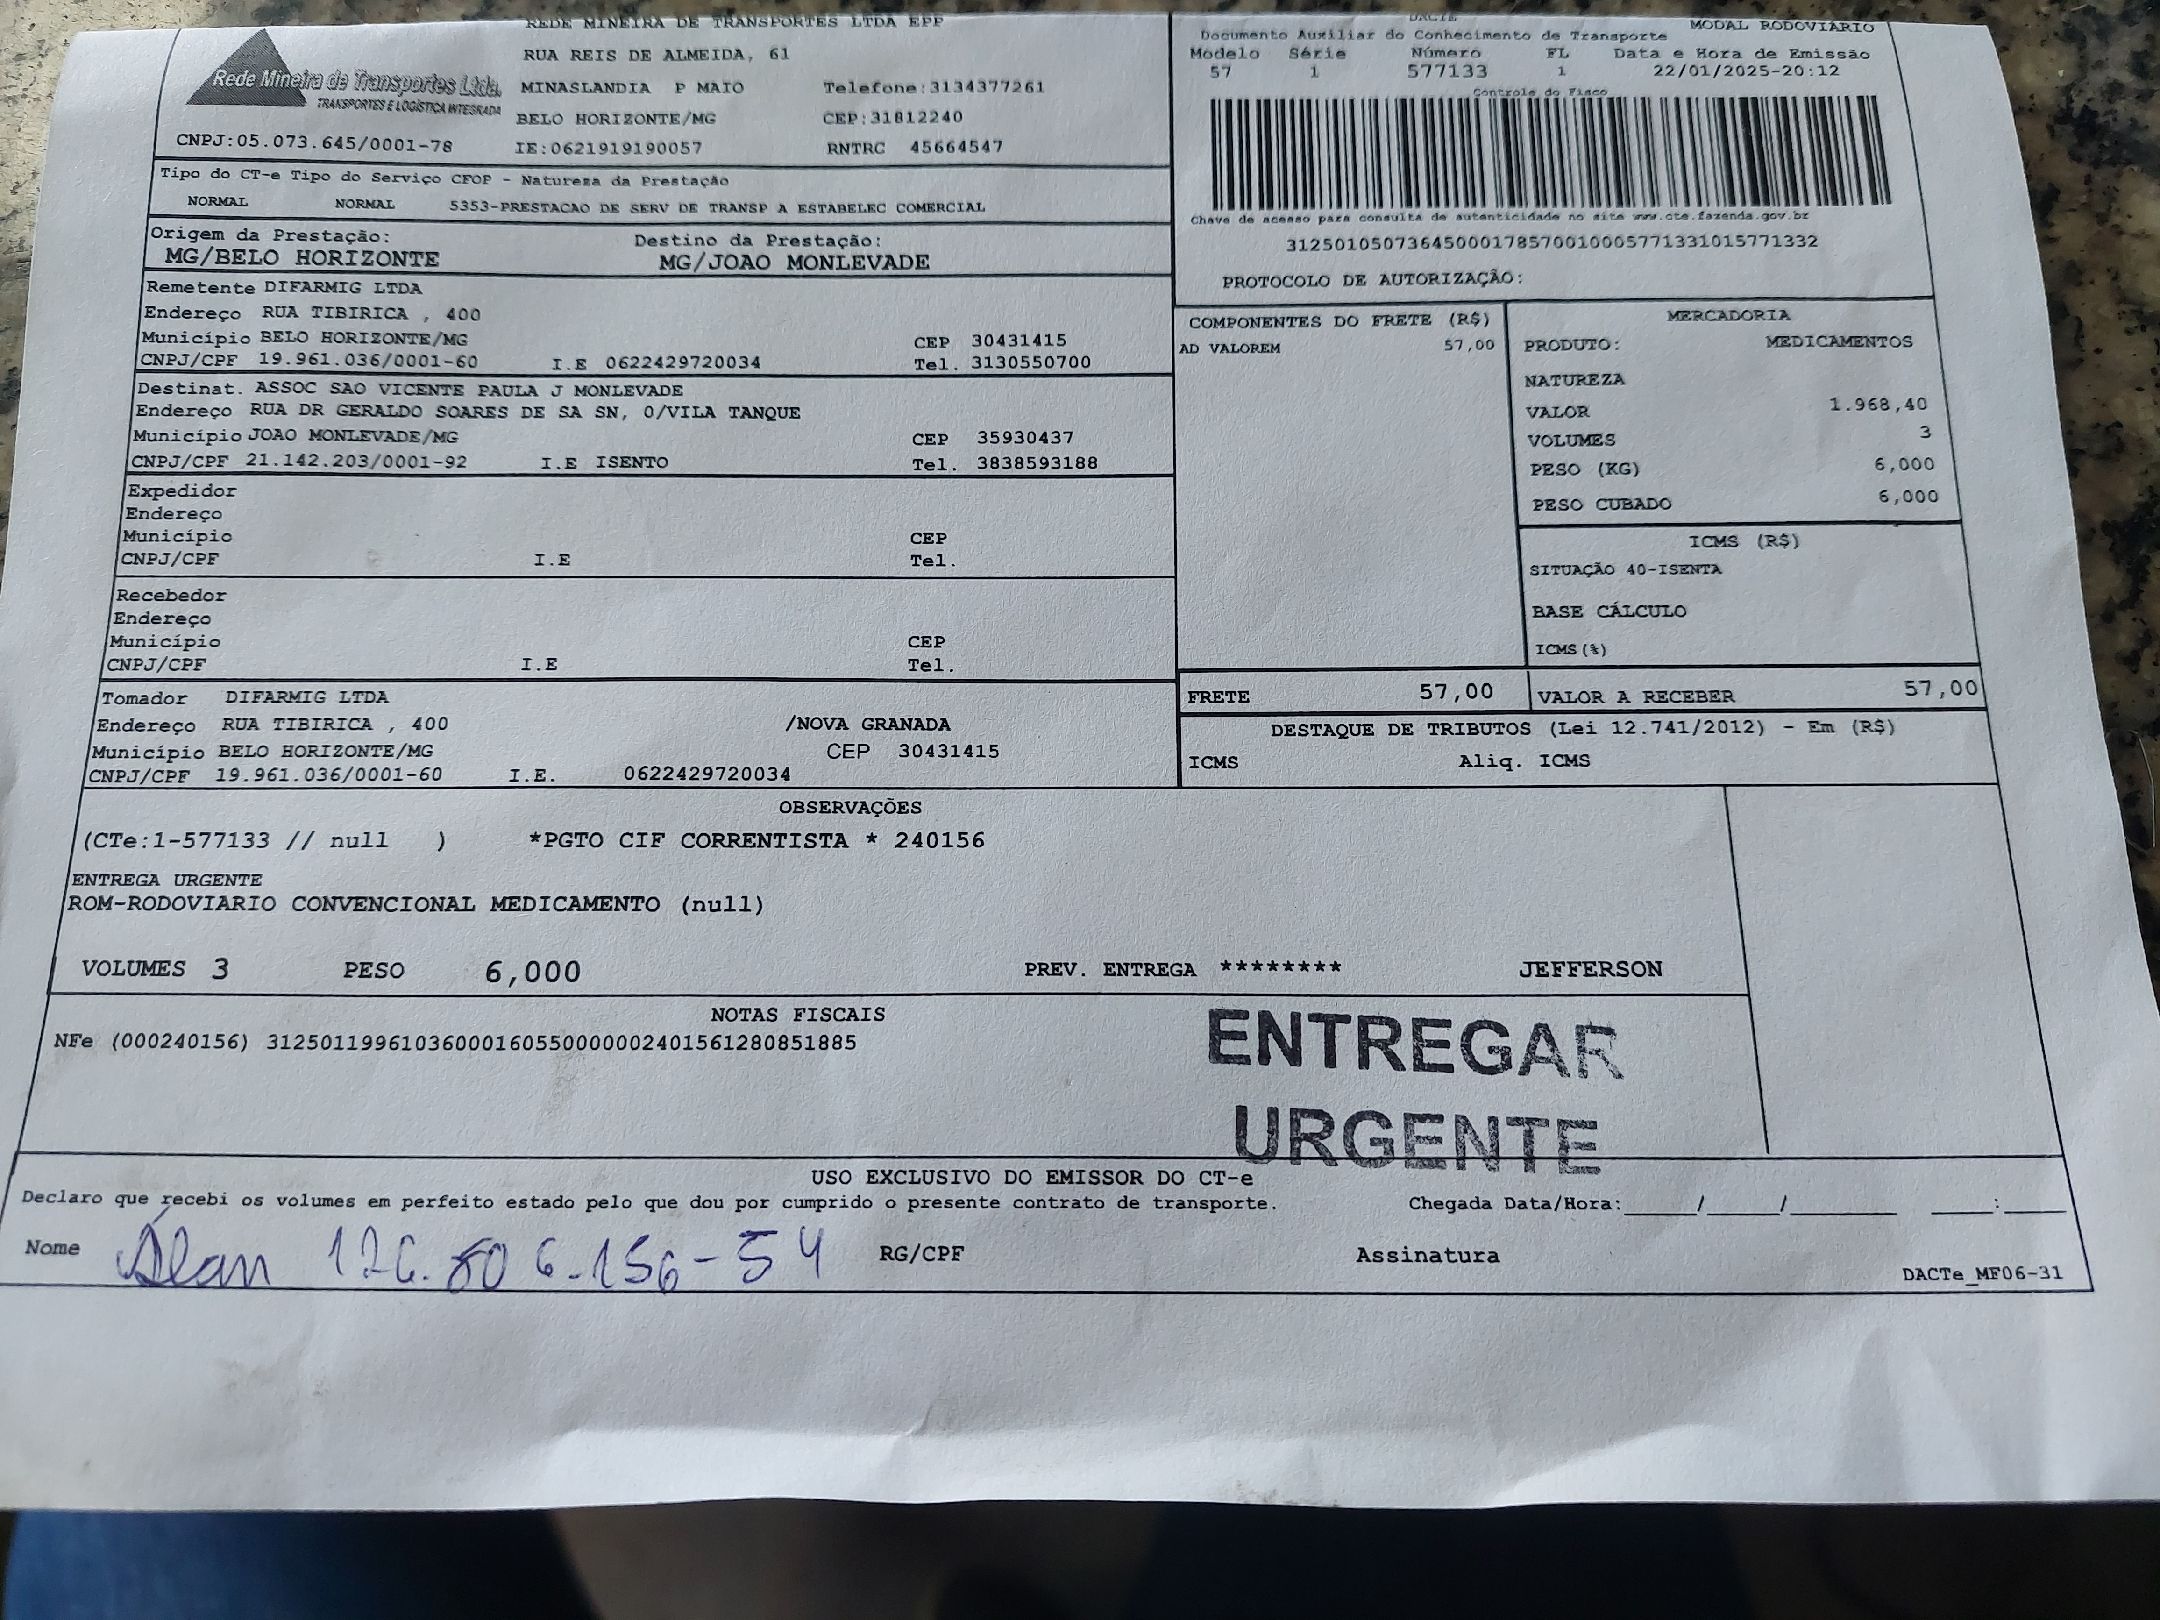 REDE MINEIRA DE TRANSPORTES LTDA EPP
Rede Mineira de Transportes Ltda.
TRANSPORTES E LOGÍSTICA INTEGRADA
RUA REIS DE ALMEIDA, 61
MINASLANDIA P MAIO Telefone:3134377261
BELO HORIZONTE/MG CEP:31812240
CNPJ:05.073.645/0001-78 IE:0621919190057 RNTRC 45664547
DACTE MODAL RODOVIÁRIO
Documento Auxiliar do Conhecimento de Transporte
Modelo Série Número FL Data e Hora de Emissão
57 1 577133 1 22/01/2025-20:12
Controle do Fisco
Chave de acesso para consulta de autenticidade no site www.cte.fazenda.gov.br
31250105073645000178570010005771331015771332
PROTOCOLO DE AUTORIZAÇÃO:
Tipo do CT-e Tipo do Serviço CFOP - Natureza da Prestação
NORMAL NORMAL 5353-PRESTACAO DE SERV DE TRANSP A ESTABELEC COMERCIAL
Origem da Prestação: Destino da Prestação:
MG/BELO HORIZONTE MG/JOAO MONLEVADE
Remetente DIFARMIG LTDA
Endereço RUA TIBIRICA , 400
Município BELO HORIZONTE/MG CEP 30431415
CNPJ/CPF 19.961.036/0001-60 I.E 0622429720034 Tel. 3130550700
Destinat. ASSOC SAO VICENTE PAULA J MONLEVADE
Endereço RUA DR GERALDO SOARES DE SA SN, 0/VILA TANQUE
Município JOAO MONLEVADE/MG CEP 35930437
CNPJ/CPF 21.142.203/0001-92 I.E ISENTO Tel. 3838593188
Expedidor
Endereço
Município CEP
CNPJ/CPF I.E Tel.
Recebedor
Endereço
Município CEP
CNPJ/CPF I.E Tel.
Tomador DIFARMIG LTDA
Endereço RUA TIBIRICA , 400 /NOVA GRANADA
Município BELO HORIZONTE/MG CEP 30431415
CNPJ/CPF 19.961.036/0001-60 I.E. 0622429720034
COMPONENTES DO FRETE (R$)
AD VALOREM 57,00
MERCADORIA
PRODUTO: MEDICAMENTOS
NATUREZA
VALOR 1.968,40
VOLUMES 3
PESO (KG) 6,000
PESO CUBADO 6,000
ICMS (R$)
SITUAÇÃO 40-ISENTA
BASE CÁLCULO
ICMS(%)
FRETE 57,00 VALOR A RECEBER 57,00
DESTAQUE DE TRIBUTOS (Lei 12.741/2012) - Em (R$)
ICMS Aliq. ICMS
OBSERVAÇÕES
(CTe:1-577133 // null ) *PGTO CIF CORRENTISTA * 240156
ENTREGA URGENTE
ROM-RODOVIARIO CONVENCIONAL MEDICAMENTO (null)
VOLUMES 3 PESO 6,000 PREV. ENTREGA ******** JEFFERSON
NOTAS FISCAIS
NFe (000240156) 31250119961036000160550000002401561280851885
ENTREGAR
URGENTE
USO EXCLUSIVO DO EMISSOR DO CT-e
Declaro que recebi os volumes em perfeito estado pelo que dou por cumprido o presente contrato de transporte. Chegada Data/Hora:____/____/______ ___:___
Nome Alan 126.806.156-54 RG/CPF Assinatura
DACTe_MF06-31